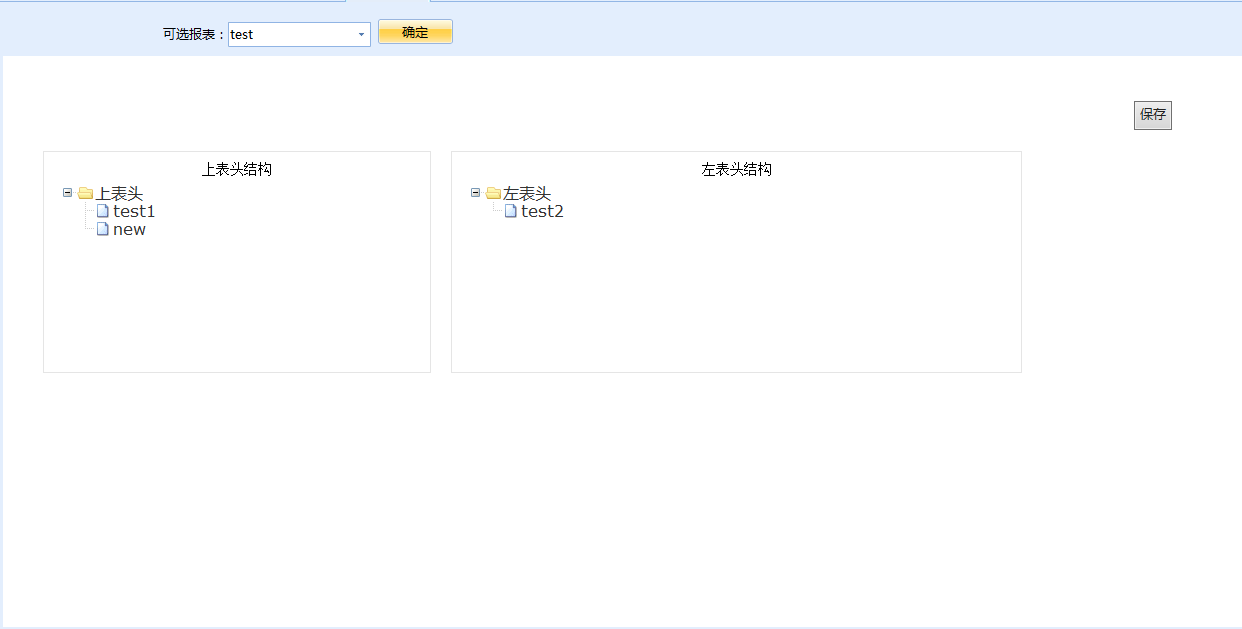 可选报表：test 确定
保存
上表头结构
上表头
test1
new
左表头结构
左表头
test2